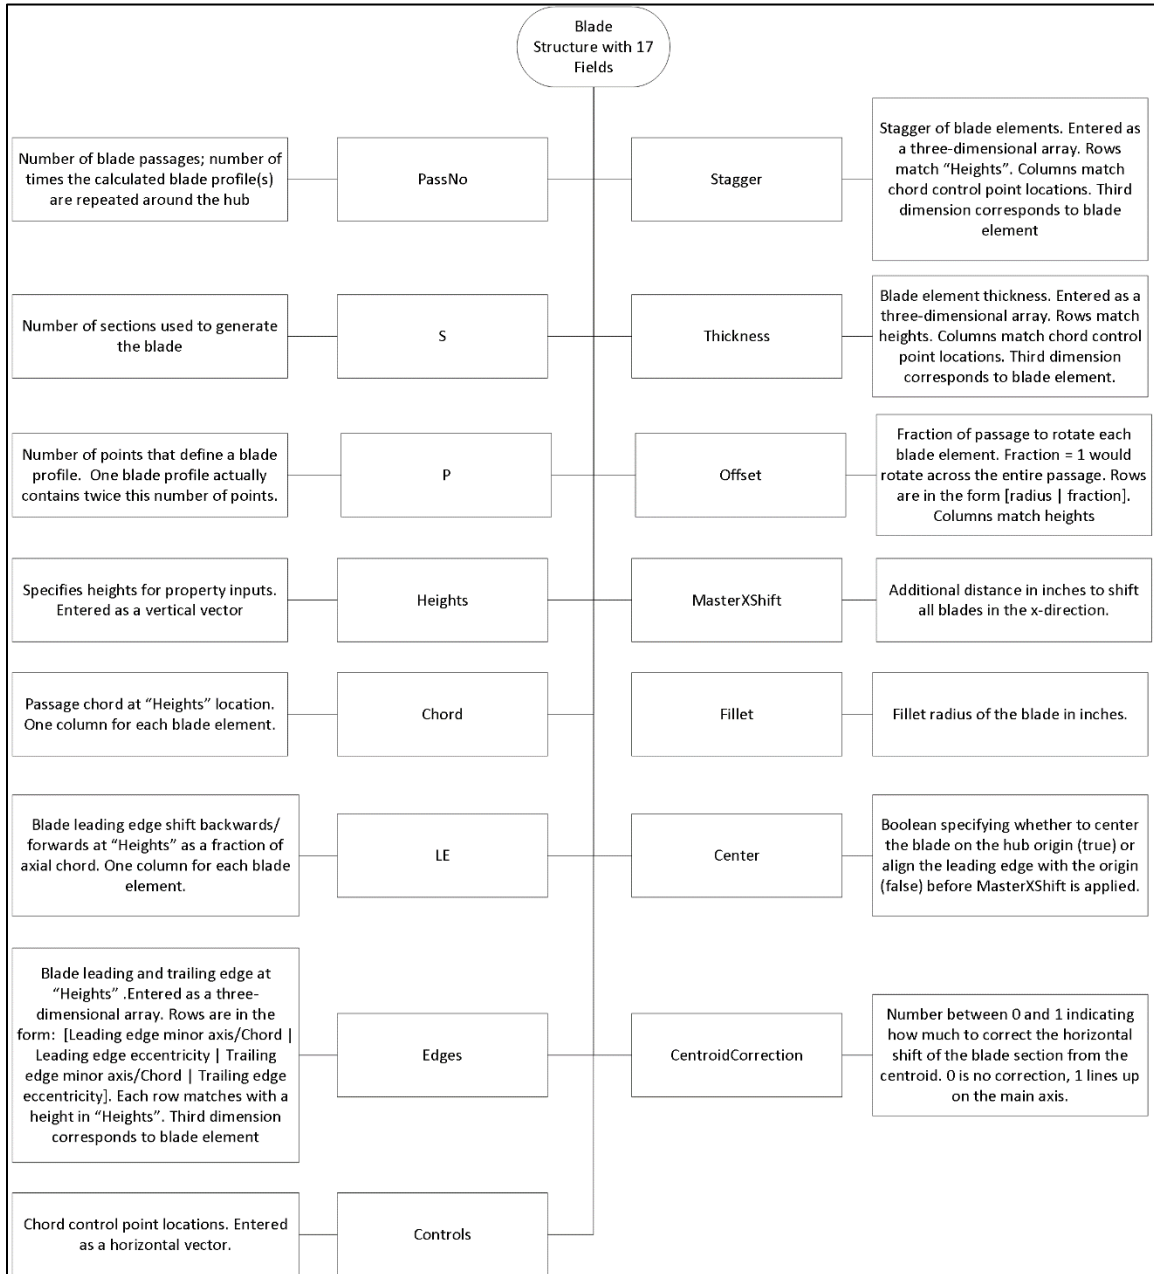 Blade
Structure with 17
Fields
Number of blade passages; number of
times the calculated blade profile(s)
are repeated around the hub
PassNo
Stagger
Stagger of blade elements. Entered as
a three-dimensional array. Rows
match “Heights”. Columns match
chord control point locations. Third
dimension corresponds to blade
element
Number of sections used to generate
the blade
S
Thickness
Blade element thickness. Entered as a
three-dimensional array. Rows match
heights. Columns match chord control
point locations. Third dimension
corresponds to blade element.
Number of points that define a blade
profile.  One blade profile actually
contains twice this number of points.
P
Offset
Fraction of passage to rotate each
blade element. Fraction = 1 would
rotate across the entire passage. Rows
are in the form [radius | fraction].
Columns match heights
Specifies heights for property inputs.
Entered as a vertical vector
Heights
MasterXShift
Additional distance in inches to shift
all blades in the x-direction.
Passage chord at “Heights” location.
One column for each blade element.
Chord
Fillet
Fillet radius of the blade in inches.
Blade leading edge shift backwards/
forwards at “Heights” as a fraction of
axial chord. One column for each blade
element.
LE
Center
Boolean specifying whether to center
the blade on the hub origin (true) or
align the leading edge with the origin
(false) before MasterXShift is applied.
Blade leading and trailing edge at
“Heights” .Entered as a three-
dimensional array. Rows are in the
form:  [Leading edge minor axis/Chord |
Leading edge eccentricity | Trailing
edge minor axis/Chord | Trailing edge
eccentricity]. Each row matches with a
height in “Heights”. Third dimension
corresponds to blade element
Edges
CentroidCorrection
Number between 0 and 1 indicating
how much to correct the horizontal
shift of the blade section from the
centroid. 0 is no correction, 1 lines up
on the main axis.
Chord control point locations. Entered
as a horizontal vector.
Controls